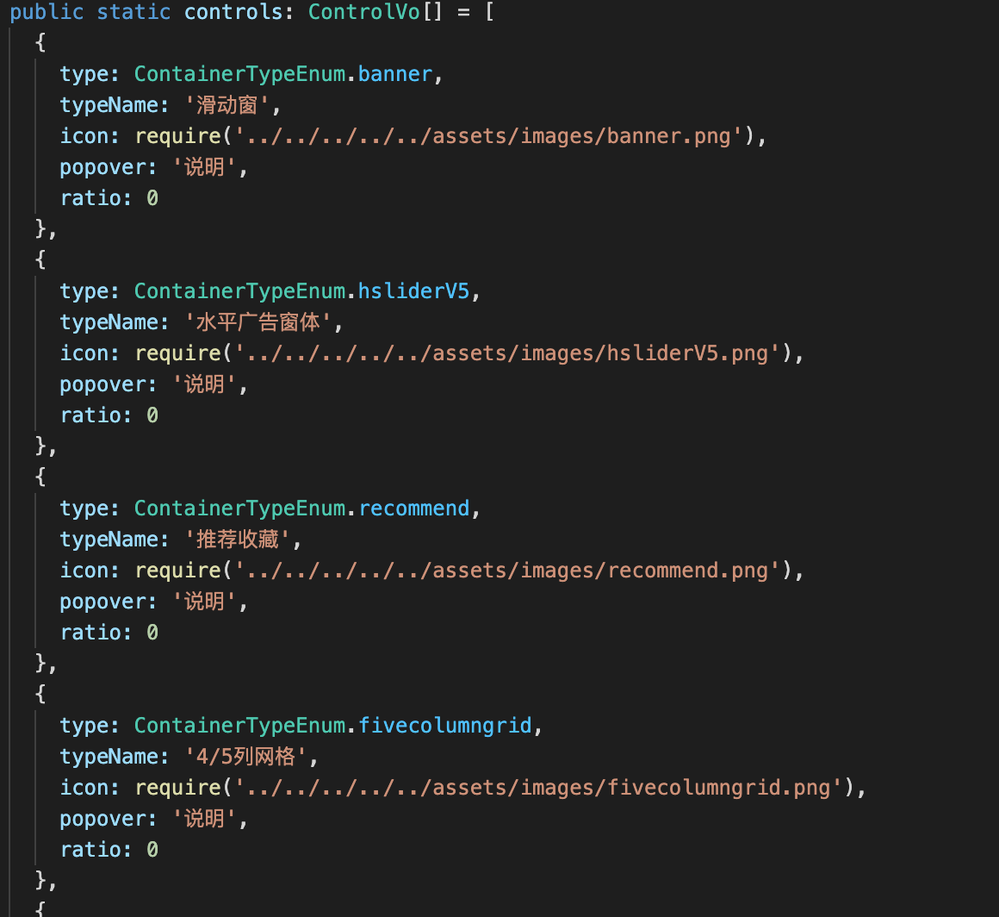 public static controls: ControlVo[] = [
{
type: ContainerTypeEnum.banner,
typeName: '滑动窗',
icon: require('../../../../../assets/images/banner.png'),
popover: '说明',
ratio: 0
},
{
type: ContainerTypeEnum.hsliderV5,
typeName: '水平广告窗体',
icon: require('../../../../../assets/images/hsliderV5.png'),
popover: '说明',
ratio: 0
},
{
type: ContainerTypeEnum.recommend,
typeName: '推荐收藏',
icon: require('../../../../../assets/images/recommend.png'),
popover: '说明',
ratio: 0
},
{
type: ContainerTypeEnum.fivecolumngrid,
typeName: '4/5列网格',
icon: require('../../../../../assets/images/fivecolumngrid.png'),
popover: '说明',
ratio: 0
},
{